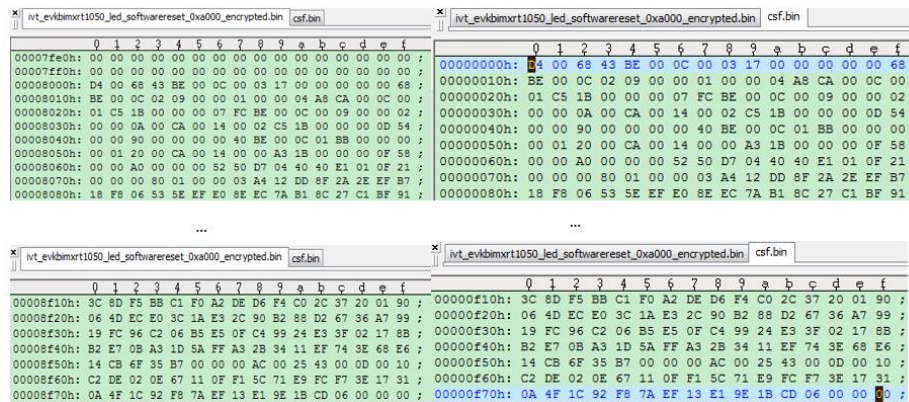 ivt_evkbimxrt1050_led_softwarereset_0xa000_encrypted.bin csf.bin
0 1 2 3 4 5 6 7 8 9 a b c d e f
00007fe0h: 00 00 00 00 00 00 00 00 00 00 00 00 00 00 00 00 ;
00007ff0h: 00 00 00 00 00 00 00 00 00 00 00 00 00 00 00 00 ;
00008000h: D4 00 68 43 BE 00 0C 00 03 17 00 00 00 00 00 68 ;
00008010h: BE 00 0C 02 09 00 00 01 00 00 04 A8 CA 00 0C 00 ;
00008020h: 01 C5 1B 00 00 00 07 FC BE 00 0C 00 09 00 00 02 ;
00008030h: 00 00 0A 00 CA 00 14 00 02 C5 1B 00 00 00 0D 54 ;
00008040h: 00 00 90 00 00 00 00 40 BE 00 0C 01 BB 00 00 00 ;
00008050h: 00 01 20 00 CA 00 14 00 00 A3 1B 00 00 00 0F 58 ;
00008060h: 00 00 A0 00 00 00 52 50 D7 04 40 40 E1 01 0F 21 ;
00008070h: 00 00 00 80 01 00 00 03 A4 12 DD 8F 2A 2E EF B7 ;
00008080h: 18 F8 06 53 5E EF E0 8E EC 7A B1 8C 27 C1 BF 91 ;
ivt_evkbimxrt1050_led_softwarereset_0xa000_encrypted.bin csf.bin
0 1 2 3 4 5 6 7 8 9 a b c d e f
00000000h: D4 00 68 43 BE 00 0C 00 03 17 00 00 00 00 00 68
00000010h: BE 00 0C 02 09 00 00 01 00 00 04 A8 CA 00 0C 00
00000020h: 01 C5 1B 00 00 00 07 FC BE 00 0C 00 09 00 00 02
00000030h: 00 00 0A 00 CA 00 14 00 02 C5 1B 00 00 00 0D 54
00000040h: 00 00 90 00 00 00 00 40 BE 00 0C 01 BB 00 00 00
00000050h: 00 01 20 00 CA 00 14 00 00 A3 1B 00 00 00 0F 58
00000060h: 00 00 A0 00 00 00 52 50 D7 04 40 40 E1 01 0F 21
00000070h: 00 00 00 80 01 00 00 03 A4 12 DD 8F 2A 2E EF B7
00000080h: 18 F8 06 53 5E EF E0 8E EC 7A B1 8C 27 C1 BF 91
...
...
ivt_evkbimxrt1050_led_softwarereset_0xa000_encrypted.bin csf.bin
0 1 2 3 4 5 6 7 8 9 a b c d e f
00008f10h: 3C 8D F5 BB C1 F0 A2 DE D6 F4 C0 2C 37 20 01 90 ;
00008f20h: 06 4D EC E0 3C 1A E3 2C 90 B2 88 D2 67 36 A7 99 ;
00008f30h: 19 FC 96 C2 06 B5 E5 0F C4 99 24 E3 3F 02 17 8B ;
00008f40h: B2 E7 0B A3 1D 5A FF A3 2B 34 11 EF 74 3E 68 E6 ;
00008f50h: 14 CB 6F 35 B7 00 00 00 AC 00 25 43 00 0D 00 10 ;
00008f60h: C2 DE 02 0E 67 11 0F F1 5C 71 E9 FC F7 3E 17 31 ;
00008f70h: 0A 4F 1C 92 F8 7A EF 13 E1 9E 1B CD 06 00 00 00 ;
ivt_evkbimxrt1050_led_softwarereset_0xa000_encrypted.bin csf.bin
0 1 2 3 4 5 6 7 8 9 a b c d e f
00000f10h: 3C 8D F5 BB C1 F0 A2 DE D6 F4 C0 2C 37 20 01 90 ;
00000f20h: 06 4D EC E0 3C 1A E3 2C 90 B2 88 D2 67 36 A7 99 ;
00000f30h: 19 FC 96 C2 06 B5 E5 0F C4 99 24 E3 3F 02 17 8B ;
00000f40h: B2 E7 0B A3 1D 5A FF A3 2B 34 11 EF 74 3E 68 E6 ;
00000f50h: 14 CB 6F 35 B7 00 00 00 AC 00 25 43 00 0D 00 10 ;
00000f60h: C2 DE 02 0E 67 11 0F F1 5C 71 E9 FC F7 3E 17 31 ;
00000f70h: 0A 4F 1C 92 F8 7A EF 13 E1 9E 1B CD 06 00 00 00 ;